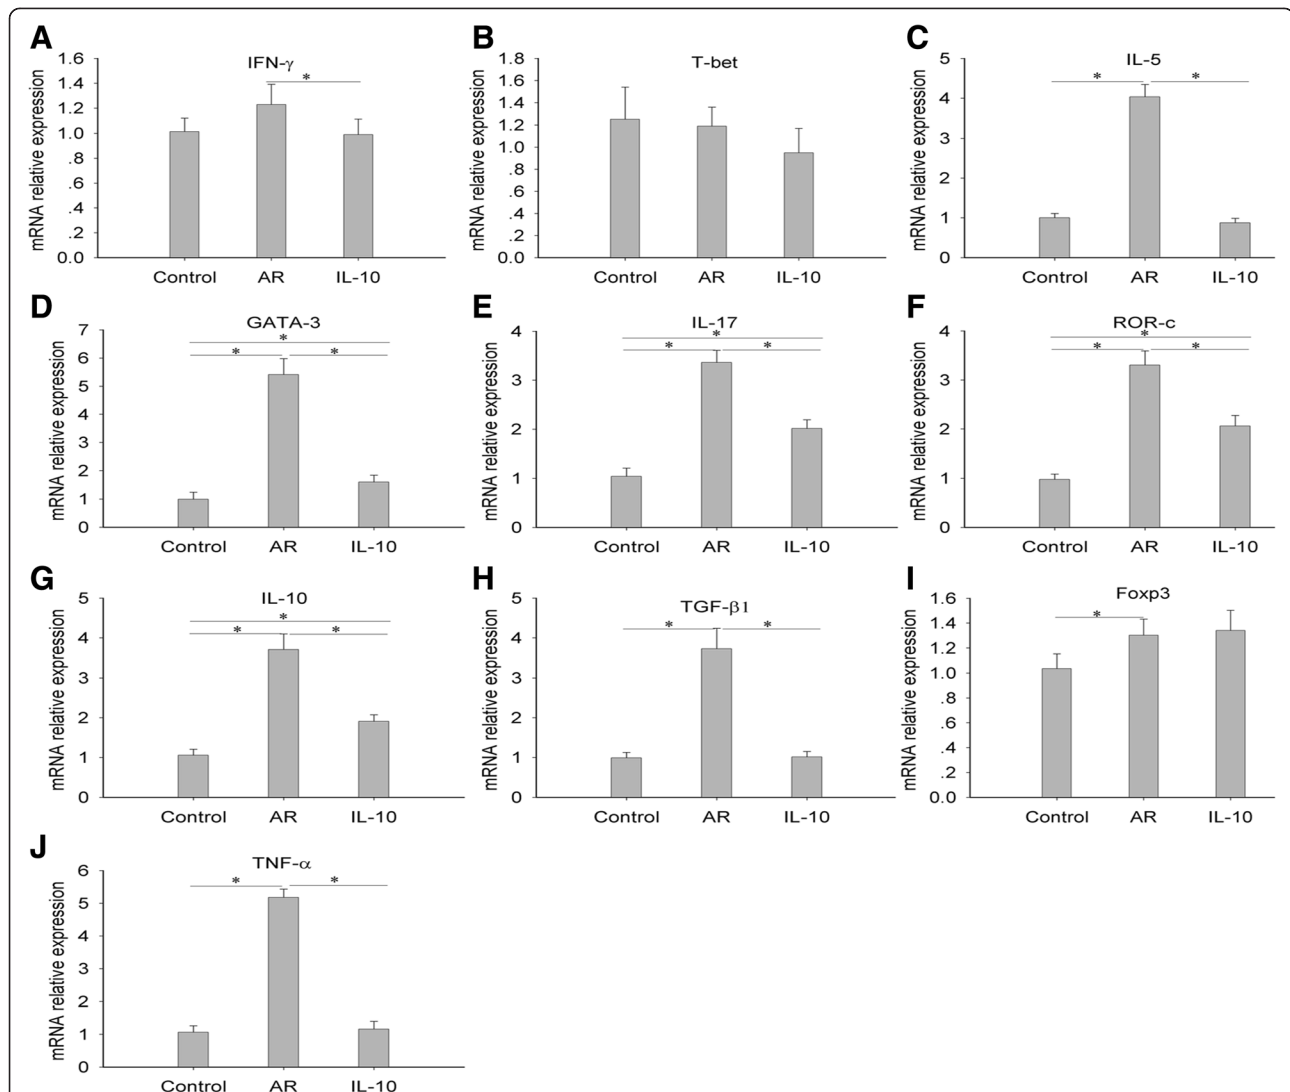 A
IFN-γ
mRNA relative expression
1.6
1.4
1.2
1.0
.8
.6
.4
.2
0.0
*
Control AR IL-10
B
T-bet
mRNA relative expression
1.8
1.6
1.4
1.2
1.0
.8
.6
.4
.2
0.0
Control AR IL-10
C
IL-5
mRNA relative expression
5
4
3
2
1
0
* *
Control AR IL-10
D
GATA-3
mRNA relative expression
7
6
5
4
3
2
1
0
*
* *
Control AR IL-10
E
IL-17
mRNA relative expression
4
3
2
1
0
*
* *
Control AR IL-10
F
ROR-c
mRNA relative expression
4
3
2
1
0
*
* *
Control AR IL-10
G
IL-10
mRNA relative expression
5
4
3
2
1
0
*
* *
Control AR IL-10
H
TGF-β1
mRNA relative expression
5
4
3
2
1
0
* *
Control AR IL-10
I
Foxp3
mRNA relative expression
1.6
1.4
1.2
1.0
.8
.6
.4
.2
0.0
*
Control AR IL-10
J
TNF-α
mRNA relative expression
6
5
4
3
2
1
0
* *
Control AR IL-10